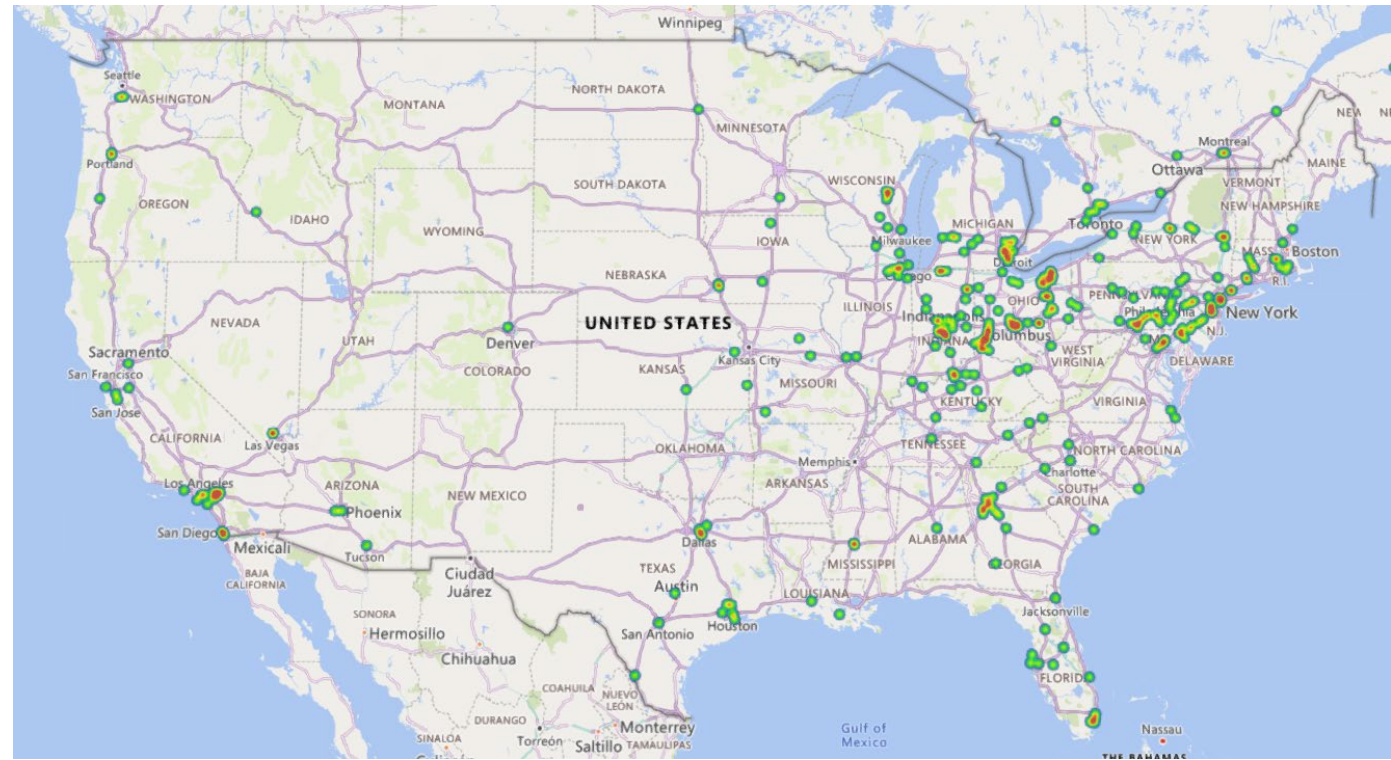 Winnipeg
Seattle
WASHINGTON
MONTANA
NORTH DAKOTA
MINNESOTA
Montreal
Ottawa
MAINE
Portland
OREGON
IDAHO
SOUTH DAKOTA
WISCONSIN
VERMONT
NEW HAMPSHIRE
WYOMING
MICHIGAN
Toronto
NEW YORK
MASS
Boston
R.I.
Milwaukee
IOWA
Detroit
NEBRASKA
Chicago
NEVADA
UNITED STATES
ILLINOIS
OHIO
New York
N.J.
UTAH
Denver
COLORADO
Sacramento
San Francisco
San Jose
KANSAS
Kansas City
MISSOURI
WEST
VIRGINIA
DELAWARE
KENTUCKY
VIRGINIA
CALIFORNIA
Las Vegas
OKLAHOMA
TENNESSEE
NORTH CAROLINA
Memphis
Charlotte
Los Angeles
ARIZONA
NEW MEXICO
ARKANSAS
SOUTH
CAROLINA
Phoenix
San Diego
Mexicali
Tucson
Dallas
ALABAMA
MISSISSIPPI
BAJA
CALIFORNIA
Ciudad
Juárez
TEXAS
Austin
LOUISIANA
Jacksonville
SONORA
Hermosillo
San Antonio
Houston
Chihuahua
COAHUILA
NUEVO
LEÓN
Monterrey
DURANGO
Torreón
Saltillo
TAMAULIPAS
SINALOA
Gulf of
Mexico
Nassau
THE BAHAMAS